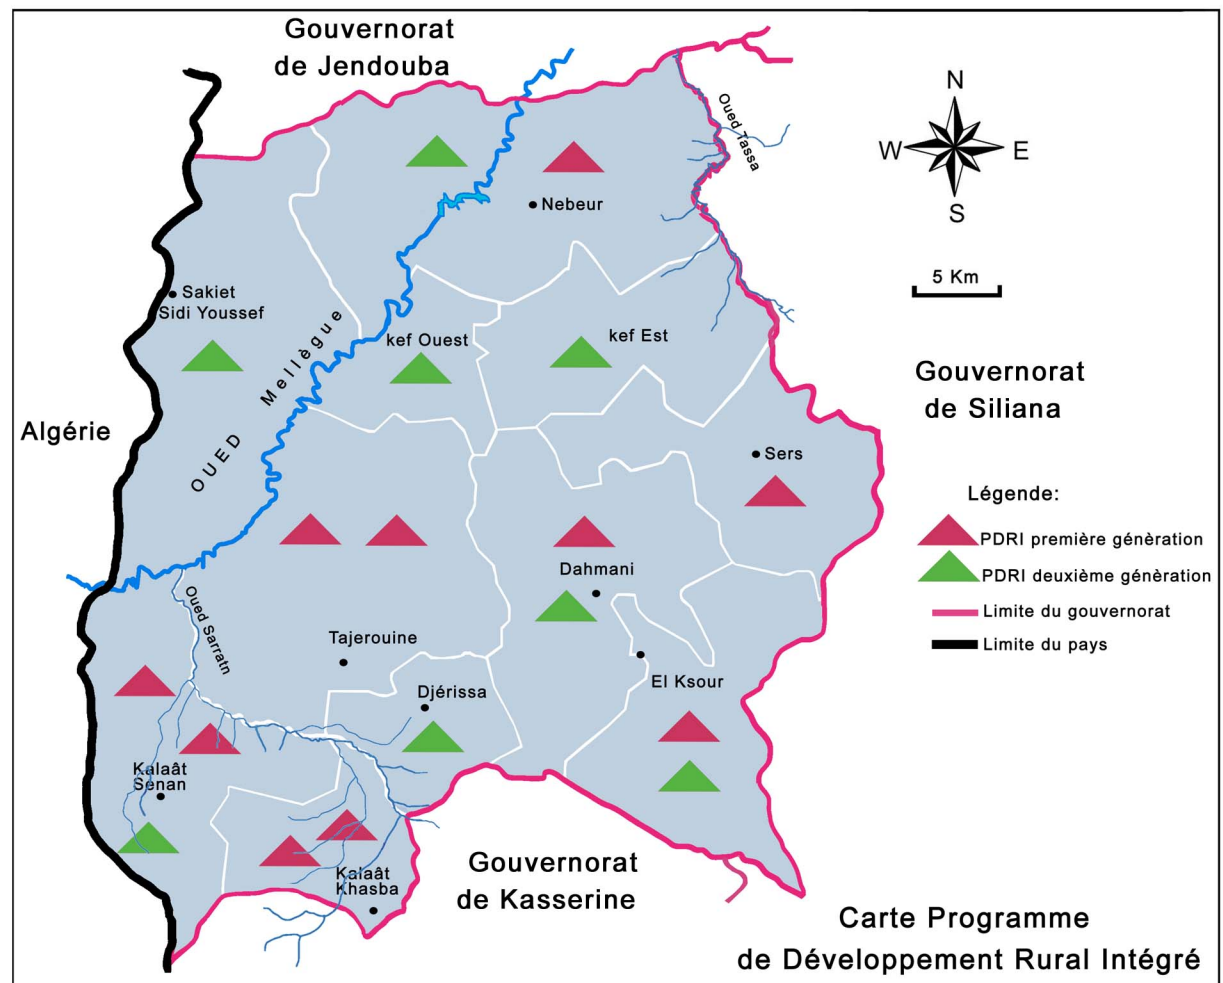 Gouvernorat
de Jendouba
N
W
E
S
Oued Tassa
Nebeur
5 Km
Sakiet
Sidi Youssef
kef Ouest
kef Est
OUED Mellègue
Gouvernorat
de Siliana
Algérie
Sers
Légende:
PDRI première génèration
PDRI deuxième génèration
Limite du gouvernorat
Limite du pays
Dahmani
Oued Sarratn
Tajerouine
El Ksour
Djérissa
Kalaât
Senan
Kalaât
Khasba
Gouvernorat
de Kasserine
Carte Programme
de Développement Rural Intégré